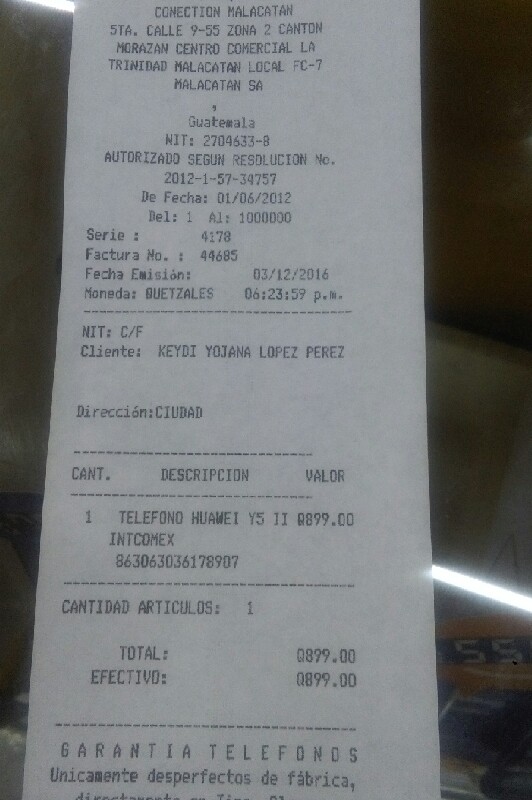 CONECTION MALACATAN
5TA. CALLE 9-55 ZONA 2 CANTON
MORAZAN CENTRO COMERCIAL LA
TRINIDAD MALACATAN LOCAL FC-7
MALACATAN SA
,
Guatemala
NIT: 2704633-8
AUTORIZADO SEGUN RESOLUCION No.
2012-1-57-34757
De Fecha: 01/06/2012
Del: 1 Al: 1000000
Serie : 4178
Factura No. : 44685
Fecha Emisión: 03/12/2016
Moneda: QUETZALES 06:23:59 p.m.
NIT: C/F
Cliente: KEYDI YOJANA LOPEZ PEREZ
Dirección:CIUDAD
CANT. DESCRIPCION VALOR
1 TELEFONO HUAWEI Y5 II Q899.00
INTCOMEX
863063036178907
CANTIDAD ARTICULOS: 1
TOTAL: Q899.00
EFECTIVO: Q899.00
G A R A N T I A T E L E F O N O S
Unicamente desperfectos de fábrica,
directamente en